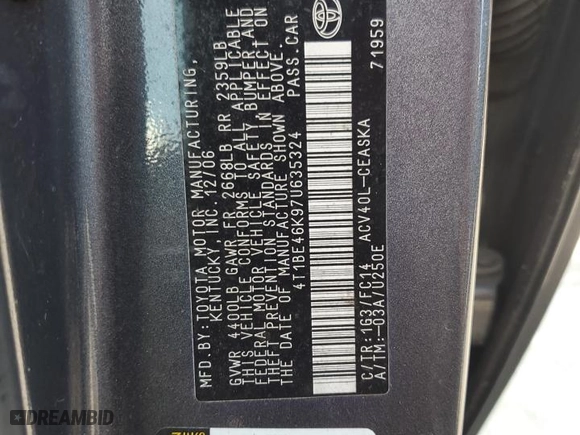 MFD. BY: TOYOTA MOTOR MANUFACTURING,
KENTUCKY, INC. 12/06
GVWR 4400LB GAWR FR 2668LB RR 2359LB
THIS VEHICLE CONFORMS TO ALL APPLICABLE
FEDERAL MOTOR VEHICLE SAFETY, BUMPER AND
THEFT PREVENTION STANDARDS IN EFFECT ON
THE DATE OF MANUFACTURE SHOWN ABOVE.
4T1BE46K97U635324 PASS.CAR
C/TR:1G3/FC14 ACV40L-CEASKA
A/TM:-03A/U250E 71959
DREAMBID